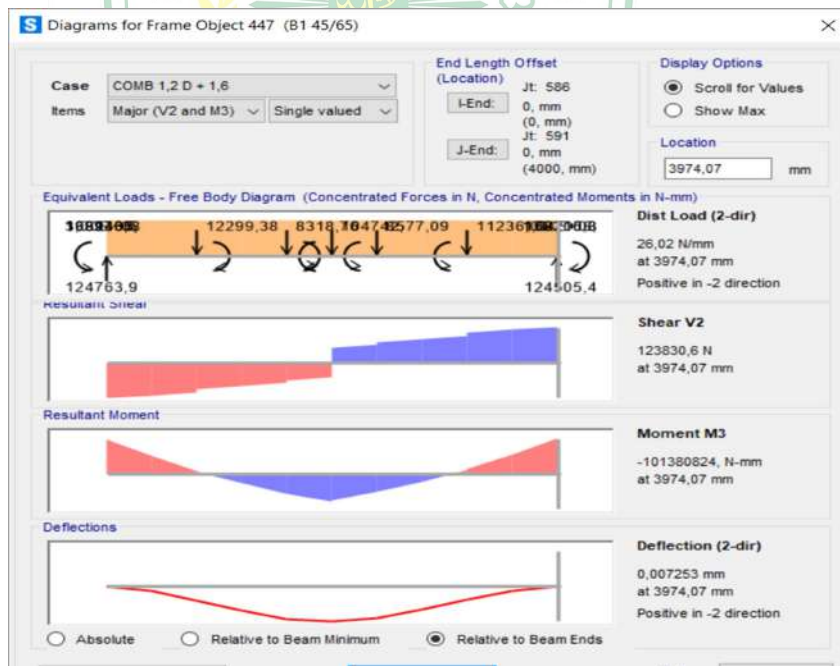 Diagrams for Frame Object 447 (B1 45/65)
Case COMB 1,2 D + 1,6
Items Major (V2 and M3) Single valued
End Length Offset (Location)
I-End: Jt: 586
0, mm
(0, mm)
J-End: Jt: 591
0, mm
(4000, mm)
Display Options
Scroll for Values
Show Max
Location
3974,07 mm
Equivalent Loads - Free Body Diagram (Concentrated Forces in N, Concentrated Moments in N-mm)
12299,38
124763,9 124505,4
Dist Load (2-dir)
26,02 N/mm
at 3974,07 mm
Positive in -2 direction
Resultant Shear
Shear V2
123830,6 N
at 3974,07 mm
Resultant Moment
Moment M3
-101380824, N-mm
at 3974,07 mm
Deflections
Deflection (2-dir)
0,007253 mm
at 3974,07 mm
Positive in -2 direction
Absolute Relative to Beam Minimum Relative to Beam Ends